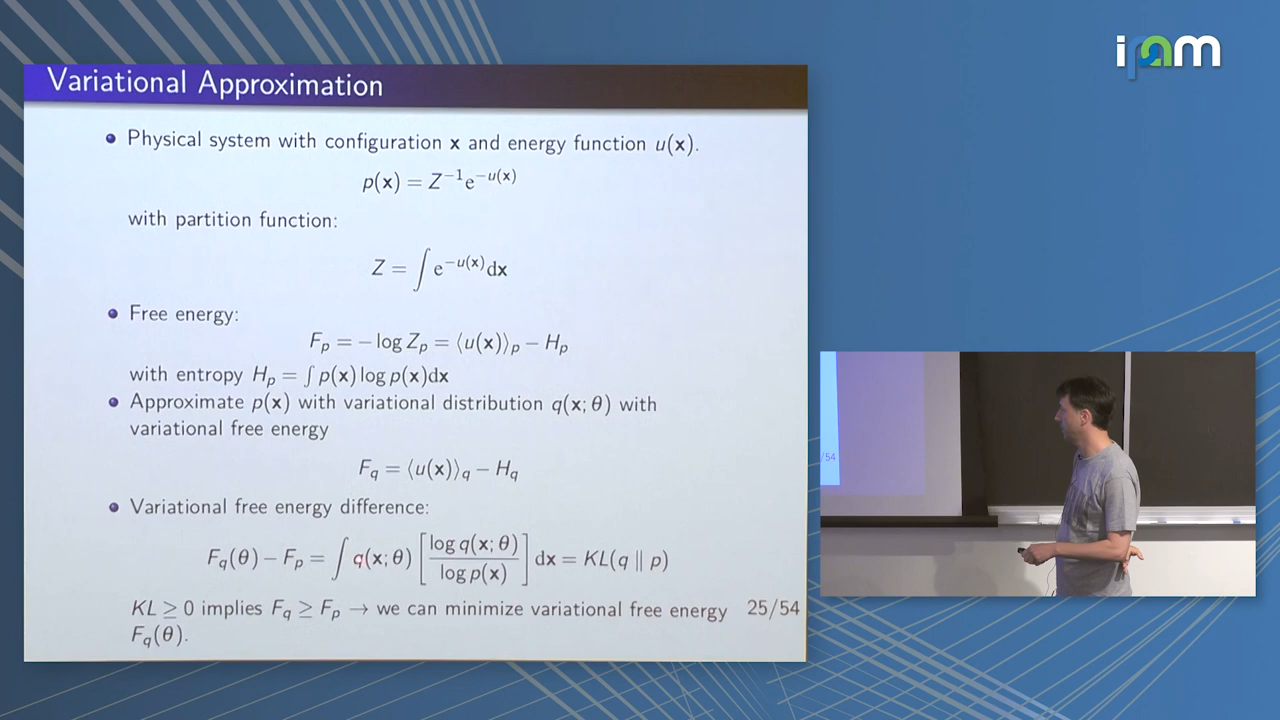 ipam
Variational Approximation
• Physical system with configuration x and energy function u(x).
p(x) = Z⁻¹e^{−u(x)}
with partition function:
Z = ∫ e^{−u(x)}dx
• Free energy:
F_p = − log Z_p = ⟨u(x)⟩_p − H_p
with entropy H_p = ∫ p(x) log p(x)dx
• Approximate p(x) with variational distribution q(x; θ) with
variational free energy
F_q = ⟨u(x)⟩_q − H_q
• Variational free energy difference:
F_q(θ) − F_p = ∫ q(x; θ) [ log q(x; θ) / log p(x) ] dx = KL(q ∥ p)
KL ≥ 0 implies F_q ≥ F_p → we can minimize variational free energy
F_q(θ).
25/54
/54